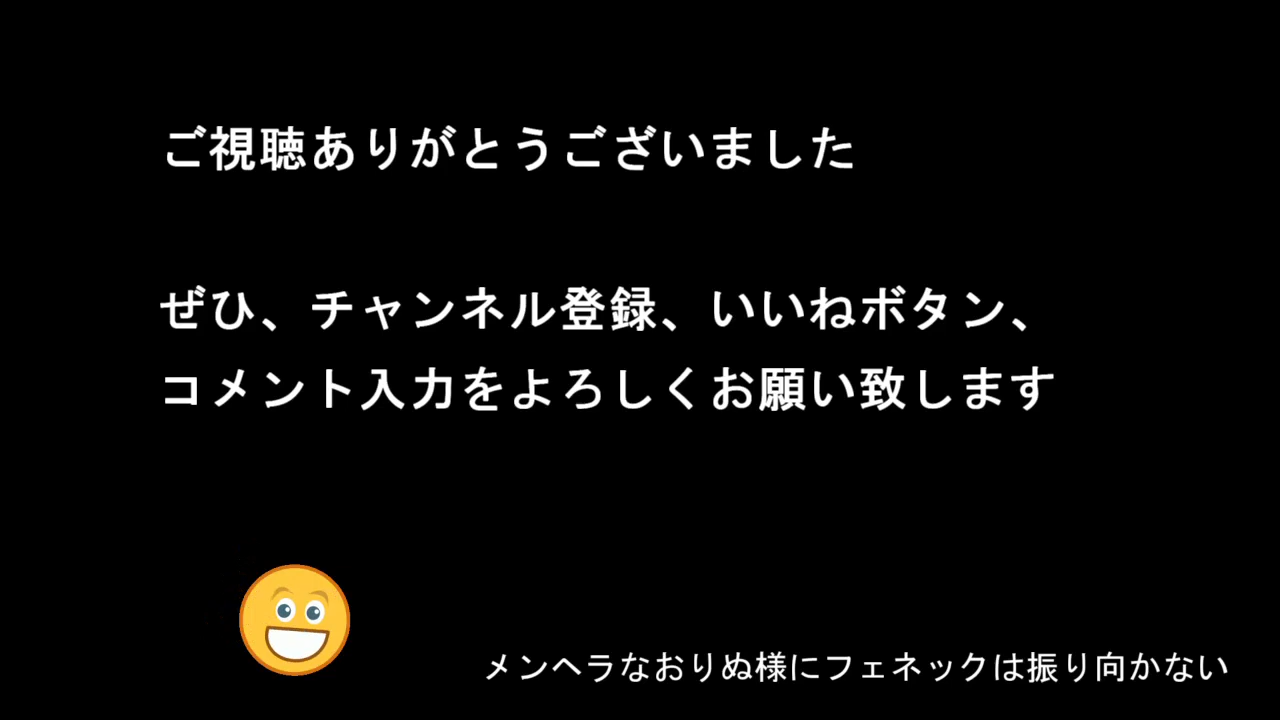 ご視聴ありがとうございました
ぜひ、チャンネル登録、いいねボタン、
コメント入力をよろしくお願い致します
メンヘラなおりぬ様にフェネックは振り向かない